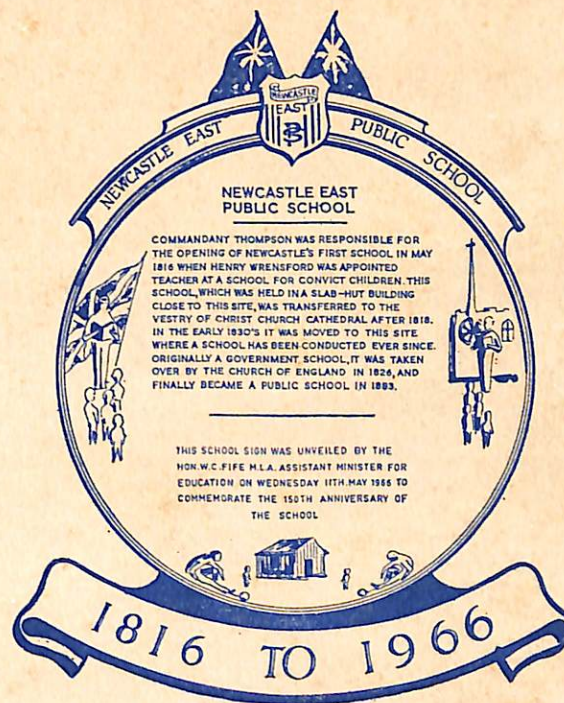 NEWCASTLE
EAST
PS
NEWCASTLE EAST PUBLIC SCHOOL
NEWCASTLE EAST
PUBLIC SCHOOL
COMMANDANT THOMPSON WAS RESPONSIBLE FOR
THE OPENING OF NEWCASTLE'S FIRST SCHOOL IN MAY
1816 WHEN HENRY WRENSFORD WAS APPOINTED
TEACHER AT A SCHOOL FOR CONVICT CHILDREN. THIS
SCHOOL, WHICH WAS HELD IN A SLAB-HUT BUILDING
CLOSE TO THIS SITE, WAS TRANSFERRED TO THE
VESTRY OF CHRIST CHURCH CATHEDRAL AFTER 1818.
IN THE EARLY 1830'S IT WAS MOVED TO THIS SITE
WHERE A SCHOOL HAS BEEN CONDUCTED EVER SINCE.
ORIGINALLY A GOVERNMENT SCHOOL, IT WAS TAKEN
OVER BY THE CHURCH OF ENGLAND IN 1826, AND
FINALLY BECAME A PUBLIC SCHOOL IN 1883.
THIS SCHOOL SIGN WAS UNVEILED BY THE
HON. W.C. FIFE M.L.A. ASSISTANT MINISTER FOR
EDUCATION ON WEDNESDAY 11TH. MAY 1966 TO
COMMEMORATE THE 150TH ANNIVERSARY OF
THE SCHOOL
1816 TO 1966